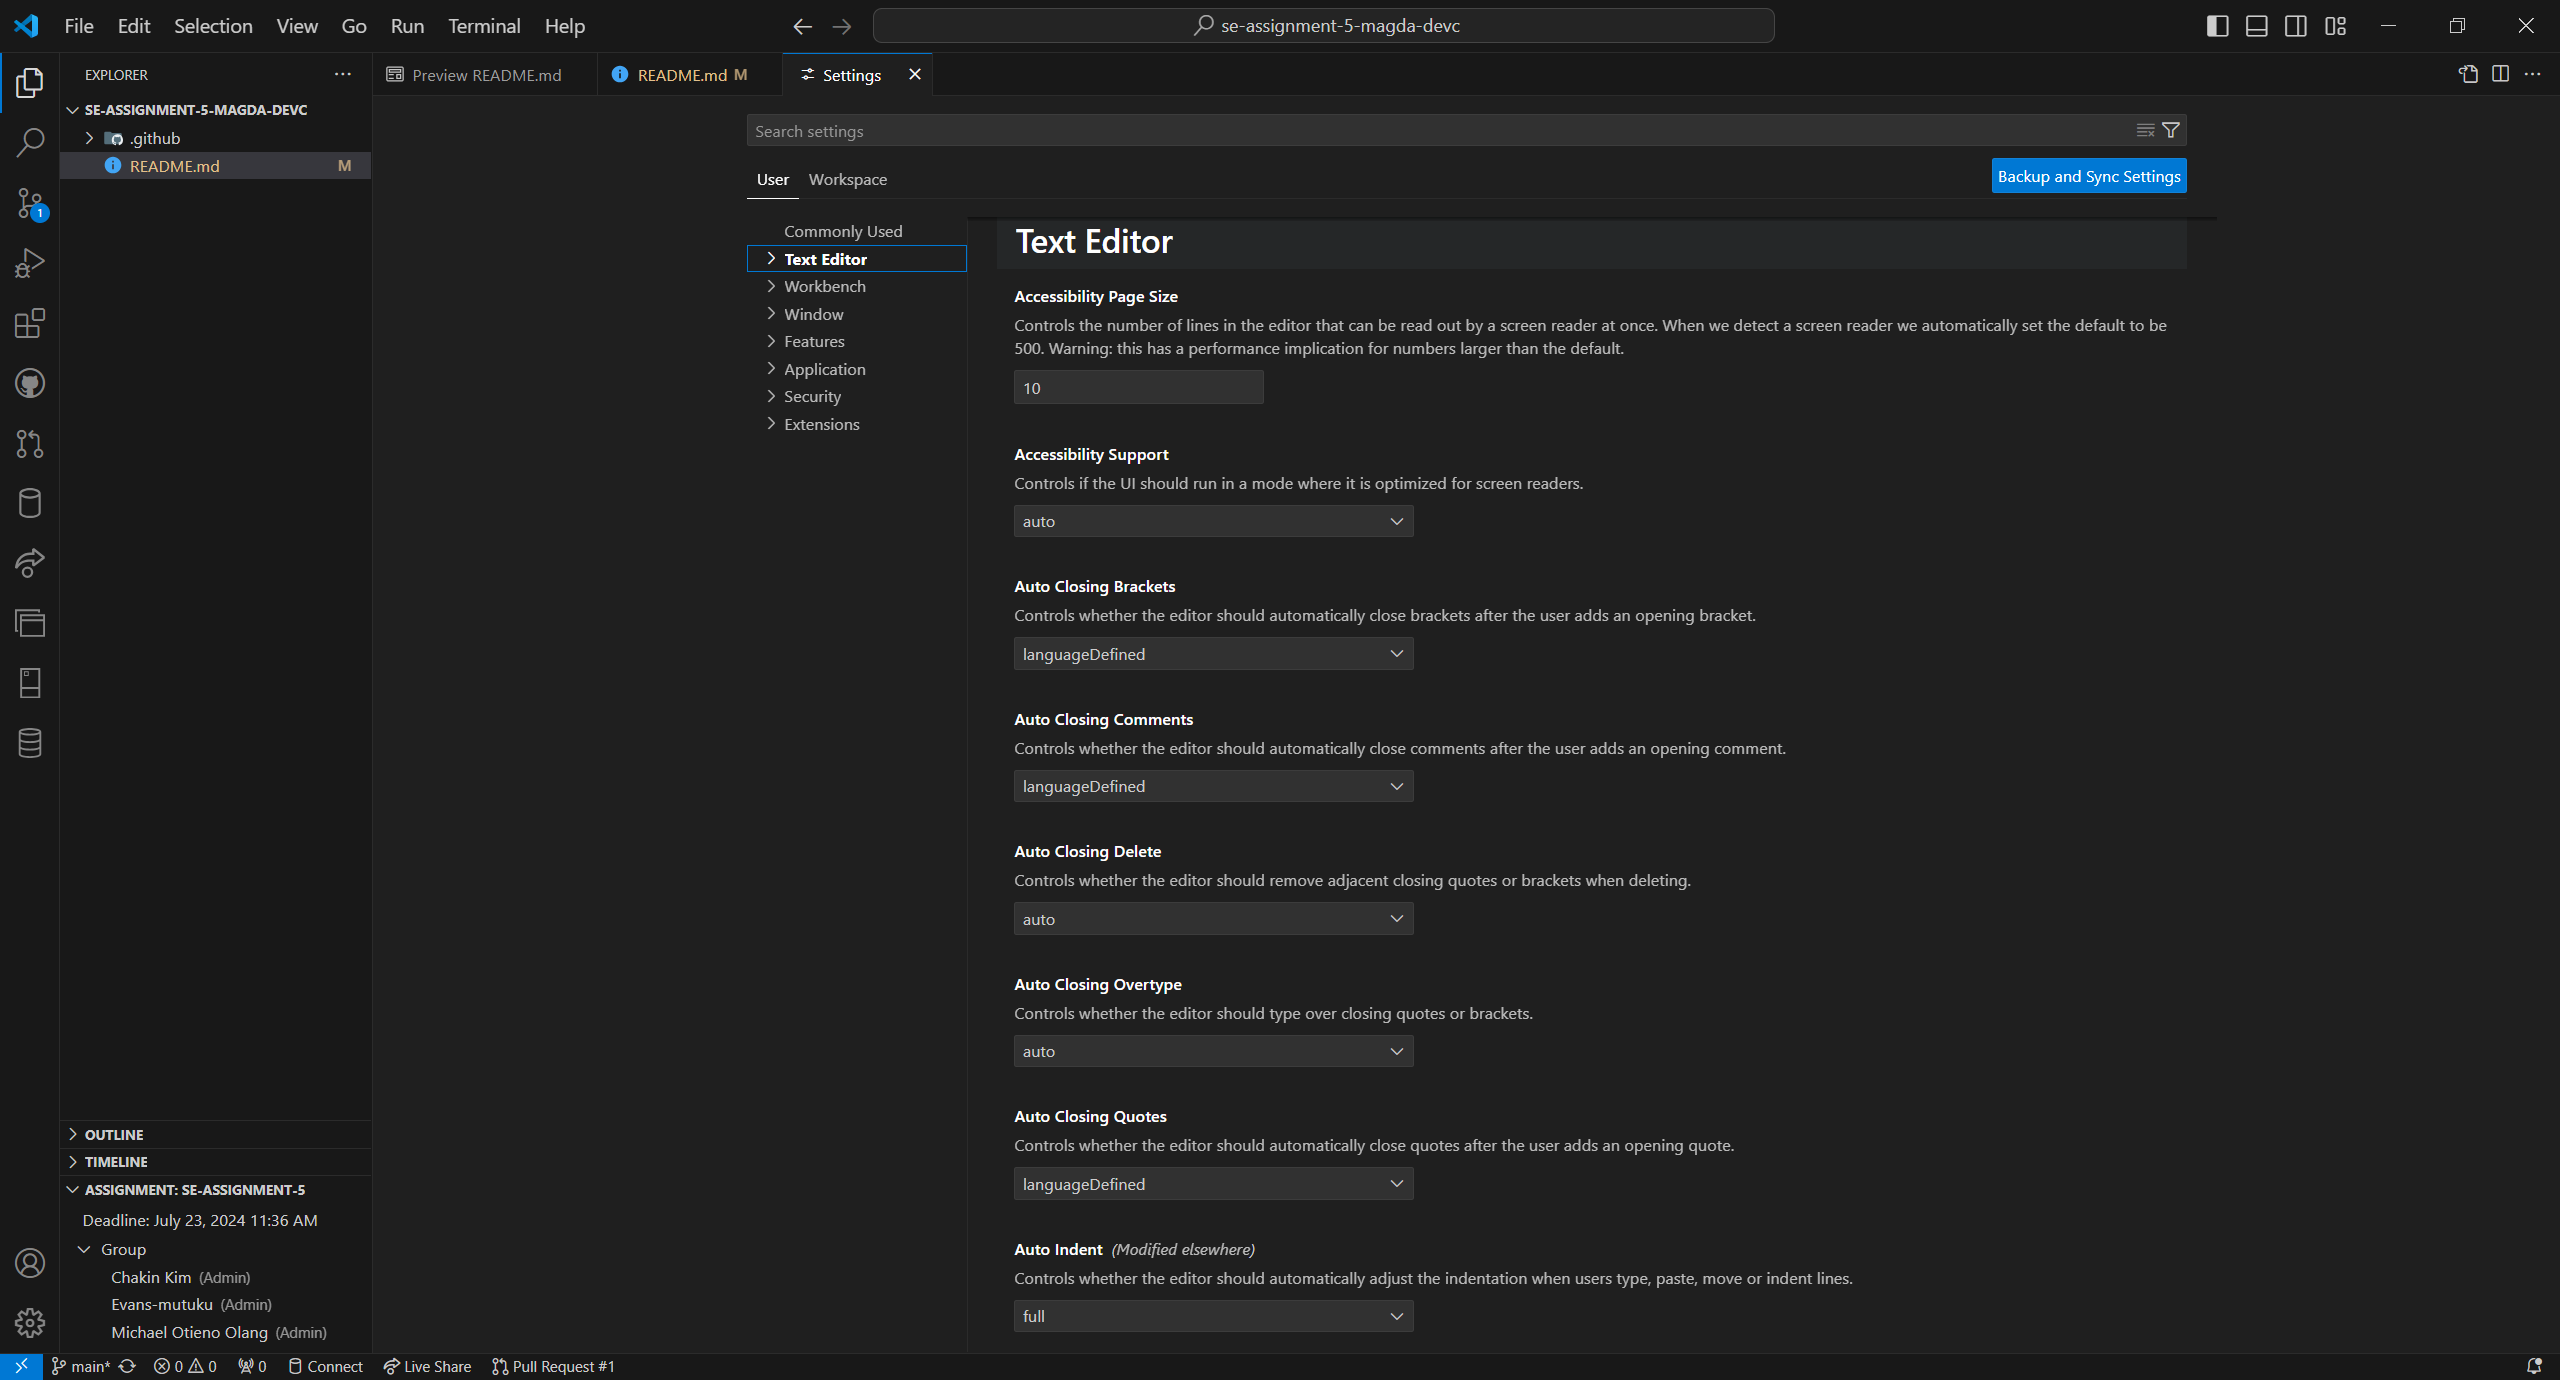 File Edit Selection View Go Run Terminal Help
se-assignment-5-magda-devc
EXPLORER
Preview README.md
README.md M
Settings
SE-ASSIGNMENT-5-MAGDA-DEVC
.github
README.md M
1
Search settings
User Workspace
Backup and Sync Settings
Commonly Used
Text Editor
Workbench
Window
Features
Application
Security
Extensions
Text Editor
Accessibility Page Size
Controls the number of lines in the editor that can be read out by a screen reader at once. When we detect a screen reader we automatically set the default to be
500. Warning: this has a performance implication for numbers larger than the default.
10
Accessibility Support
Controls if the UI should run in a mode where it is optimized for screen readers.
auto
Auto Closing Brackets
Controls whether the editor should automatically close brackets after the user adds an opening bracket.
languageDefined
Auto Closing Comments
Controls whether the editor should automatically close comments after the user adds an opening comment.
languageDefined
Auto Closing Delete
Controls whether the editor should remove adjacent closing quotes or brackets when deleting.
auto
Auto Closing Overtype
Controls whether the editor should type over closing quotes or brackets.
auto
Auto Closing Quotes
Controls whether the editor should automatically close quotes after the user adds an opening quote.
languageDefined
Auto Indent (Modified elsewhere)
Controls whether the editor should automatically adjust the indentation when users type, paste, move or indent lines.
full
OUTLINE
TIMELINE
ASSIGNMENT: SE-ASSIGNMENT-5
Deadline: July 23, 2024 11:36 AM
Group
Chakin Kim (Admin)
Evans-mutuku (Admin)
Michael Otieno Olang (Admin)
main* 0 0 0 Connect Live Share Pull Request #1